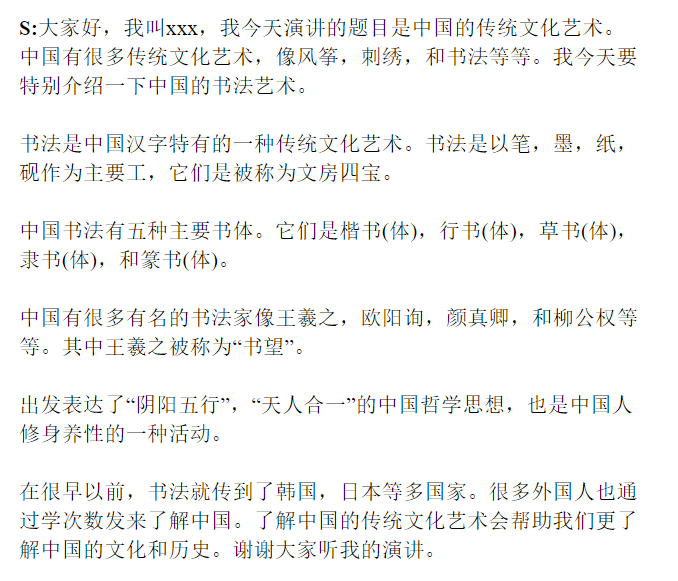 S:大家好，我叫xxx，我今天演讲的题目是中国的传统文化艺术。
中国有很多传统文化艺术，像风筝，刺绣，和书法等等。我今天要
特别介绍一下中国的书法艺术。
书法是中国汉字特有的一种传统文化艺术。书法是以笔，墨，纸，
砚作为主要工，它们是被称为文房四宝。
中国书法有五种主要书体。它们是楷书(体)，行书(体)，草书(体)，
隶书(体)，和篆书(体)。
中国有很多有名的书法家像王羲之，欧阳询，颜真卿，和柳公权等
等。其中王羲之被称为“书望”。
出发表达了“阴阳五行”，“天人合一”的中国哲学思想，也是中国人
修身养性的一种活动。
在很早以前，书法就传到了韩国，日本等多国家。很多外国人也通
过学次数发来了解中国。了解中国的传统文化艺术会帮助我们更了
解中国的文化和历史。谢谢大家听我的演讲。